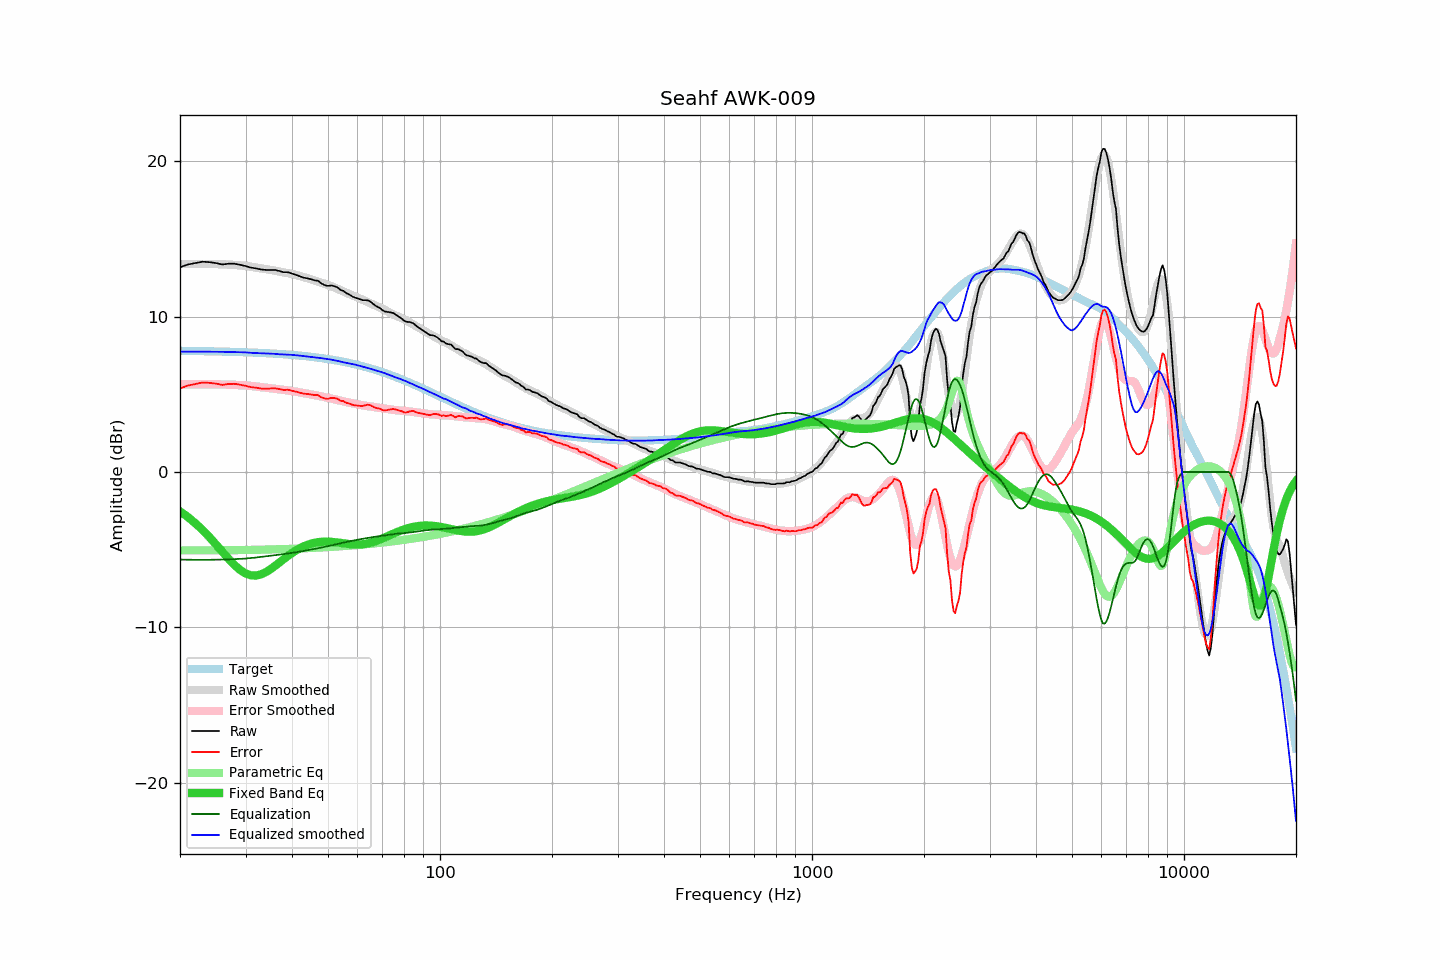 Seahf AWK-009
Amplitude (dBr)
20
10
0
−10
−20
100
1000
10000
Frequency (Hz)
Target
Raw Smoothed
Error Smoothed
Raw
Error
Parametric Eq
Fixed Band Eq
Equalization
Equalized smoothed